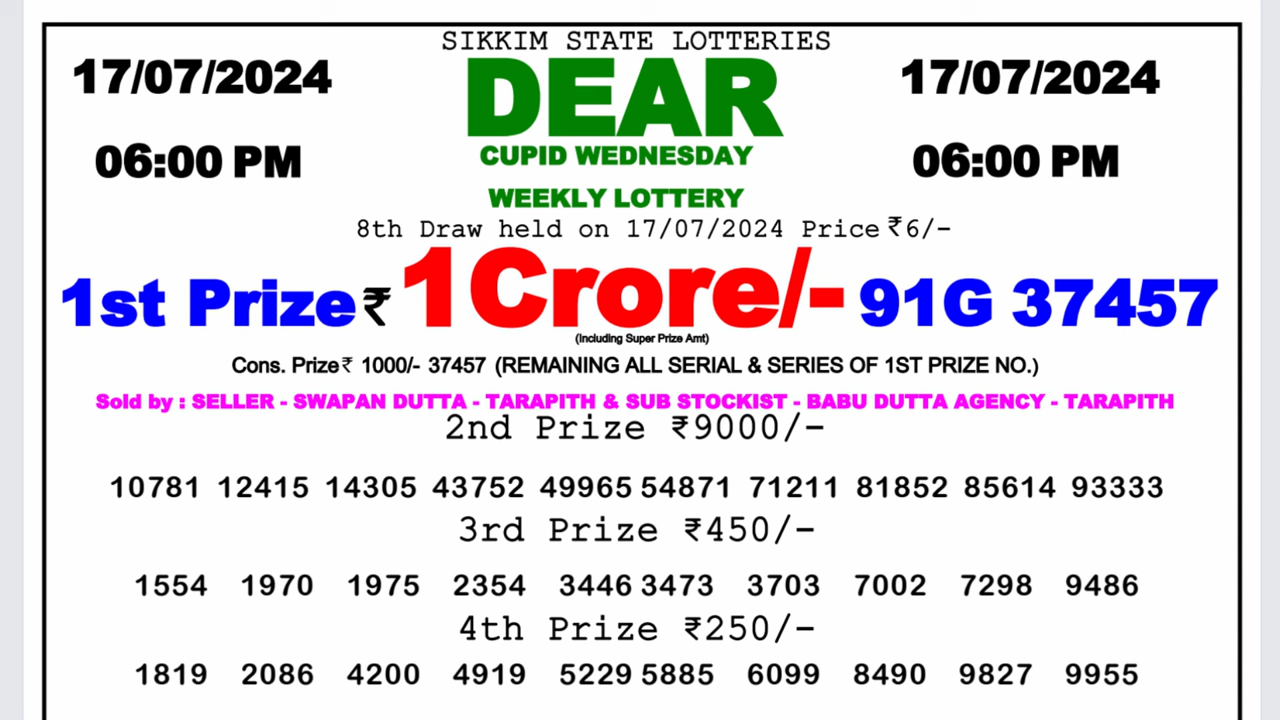 SIKKIM STATE LOTTERIES
17/07/2024 DEAR 17/07/2024
06:00 PM CUPID WEDNESDAY 06:00 PM
WEEKLY LOTTERY
8th Draw held on 17/07/2024 Price ₹6/-
1st Prize ₹ 1Crore/- 91G 37457
(Including Super Prize Amt)
Cons. Prize ₹ 1000/- 37457 (REMAINING ALL SERIAL & SERIES OF 1ST PRIZE NO.)
Sold by : SELLER - SWAPAN DUTTA - TARAPITH & SUB STOCKIST - BABU DUTTA AGENCY - TARAPITH
2nd Prize ₹9000/-
10781 12415 14305 43752 49965 54871 71211 81852 85614 93333
3rd Prize ₹450/-
1554 1970 1975 2354 3446 3473 3703 7002 7298 9486
4th Prize ₹250/-
1819 2086 4200 4919 5229 5885 6099 8490 9827 9955